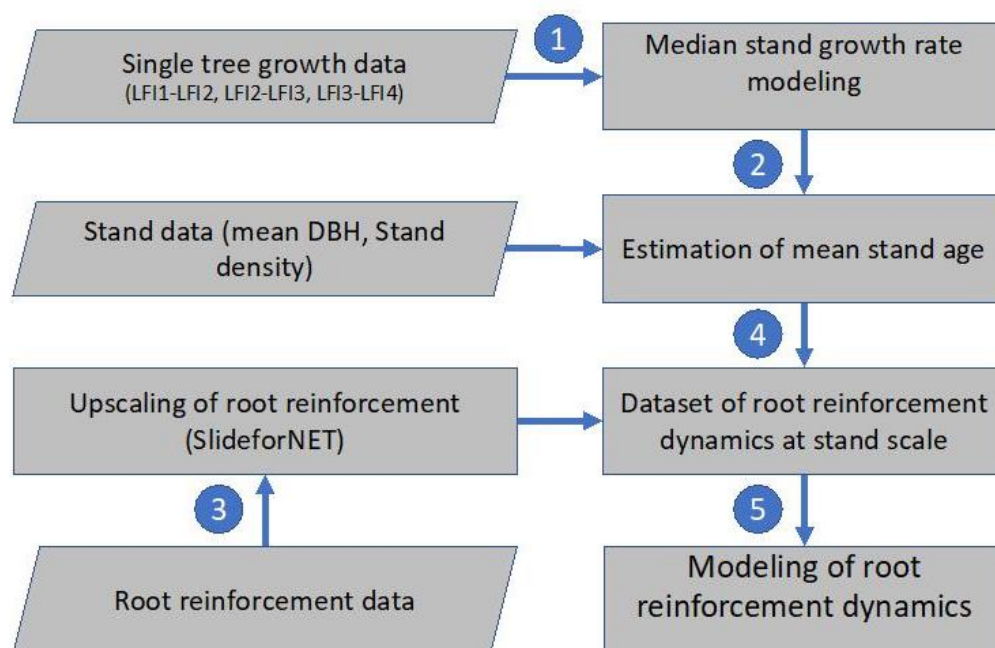 1
Single tree growth data
(LFI1-LFI2, LFI2-LFI3, LFI3-LFI4)
Median stand growth rate
modeling
2
Stand data (mean DBH, Stand
density)
Estimation of mean stand age
4
Upscaling of root reinforcement
(SlideforNET)
Dataset of root reinforcement
dynamics at stand scale
3
5
Root reinforcement data
Modeling of root
reinforcement dynamics